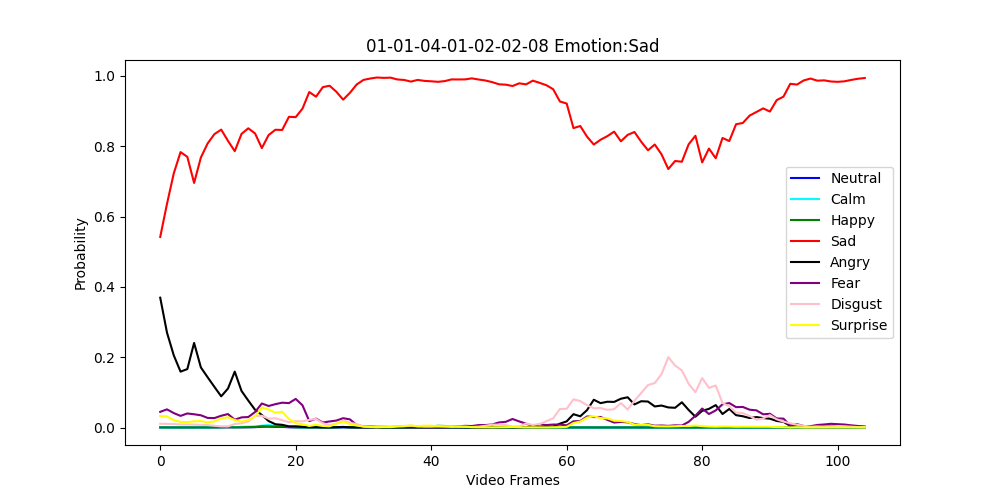 01-01-04-01-02-02-08 Emotion:Sad
Probability
1.0
0.8
0.6
0.4
0.2
0.0
Neutral
Calm
Happy
Sad
Angry
Fear
Disgust
Surprise
0 20 40 60 80 100
Video Frames